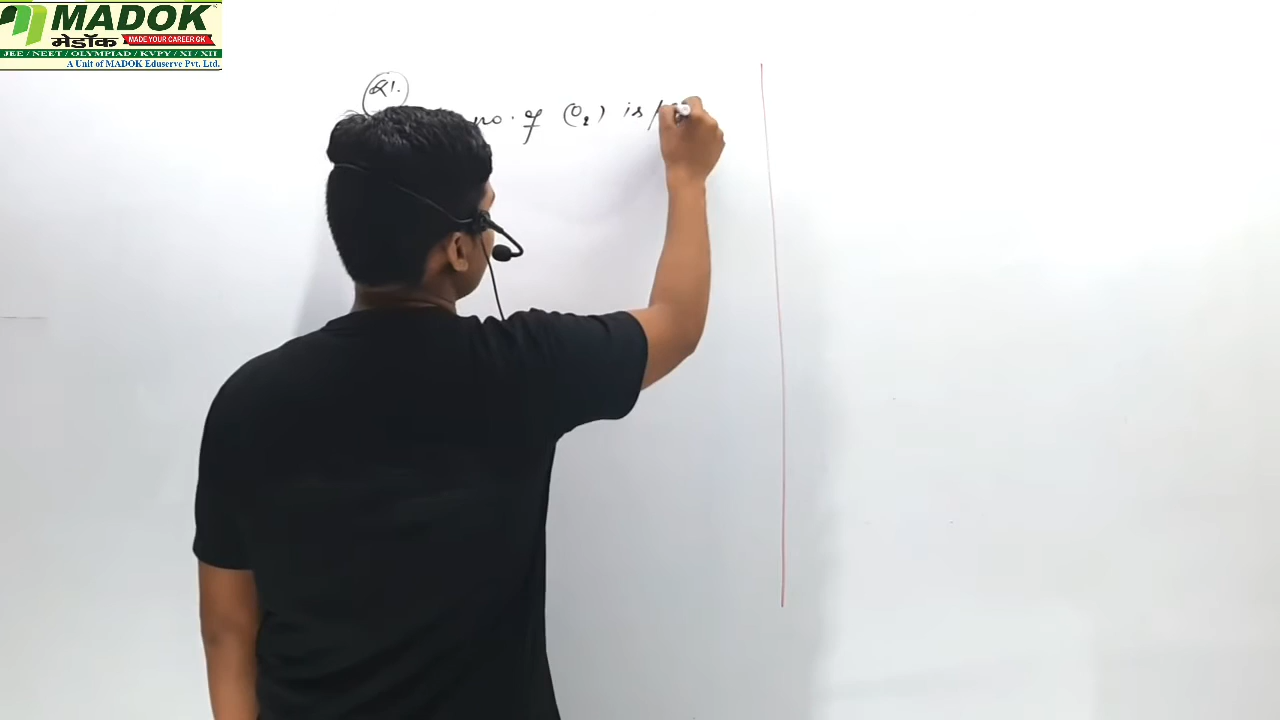 MADOK
मेडॉक MADE YOUR CAREER GK
JEE / NEET / OLYMPIAD / KVPY / XI / XII
A Unit of MADOK Eduserve Pvt. Ltd.
Q1.
no. of (O₂) is